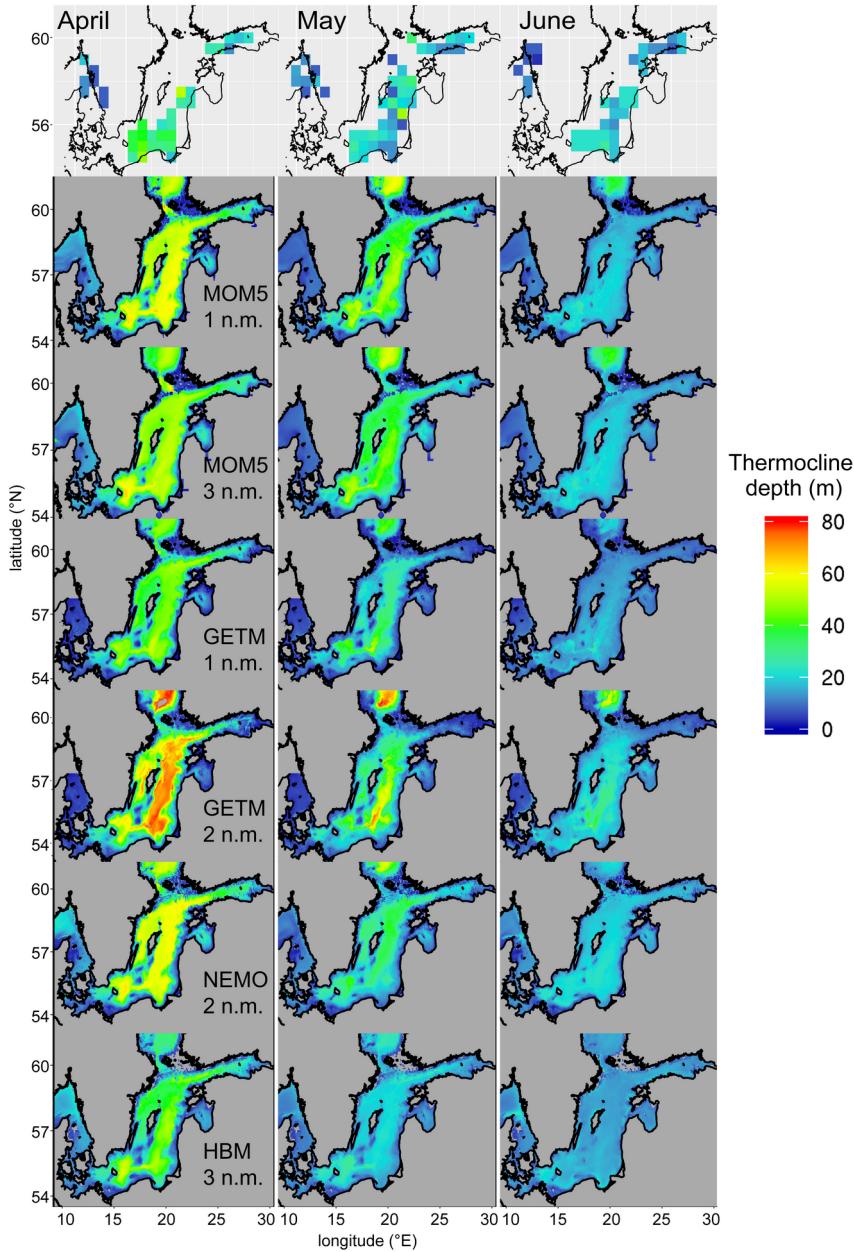 April May June
60
56
60
57
54
MOM5
1 n.m.
60
57
54
MOM5
3 n.m.
60
57
54
GETM
1 n.m.
60
57
54
GETM
2 n.m.
60
57
54
NEMO
2 n.m.
60
57
54
HBM
3 n.m.
latitude (°N)
10 15 20 25 30 10 15 20 25 30 10 15 20 25 30
longitude (°E) longitude (°E)
Thermocline
depth (m)
80
60
40
20
0